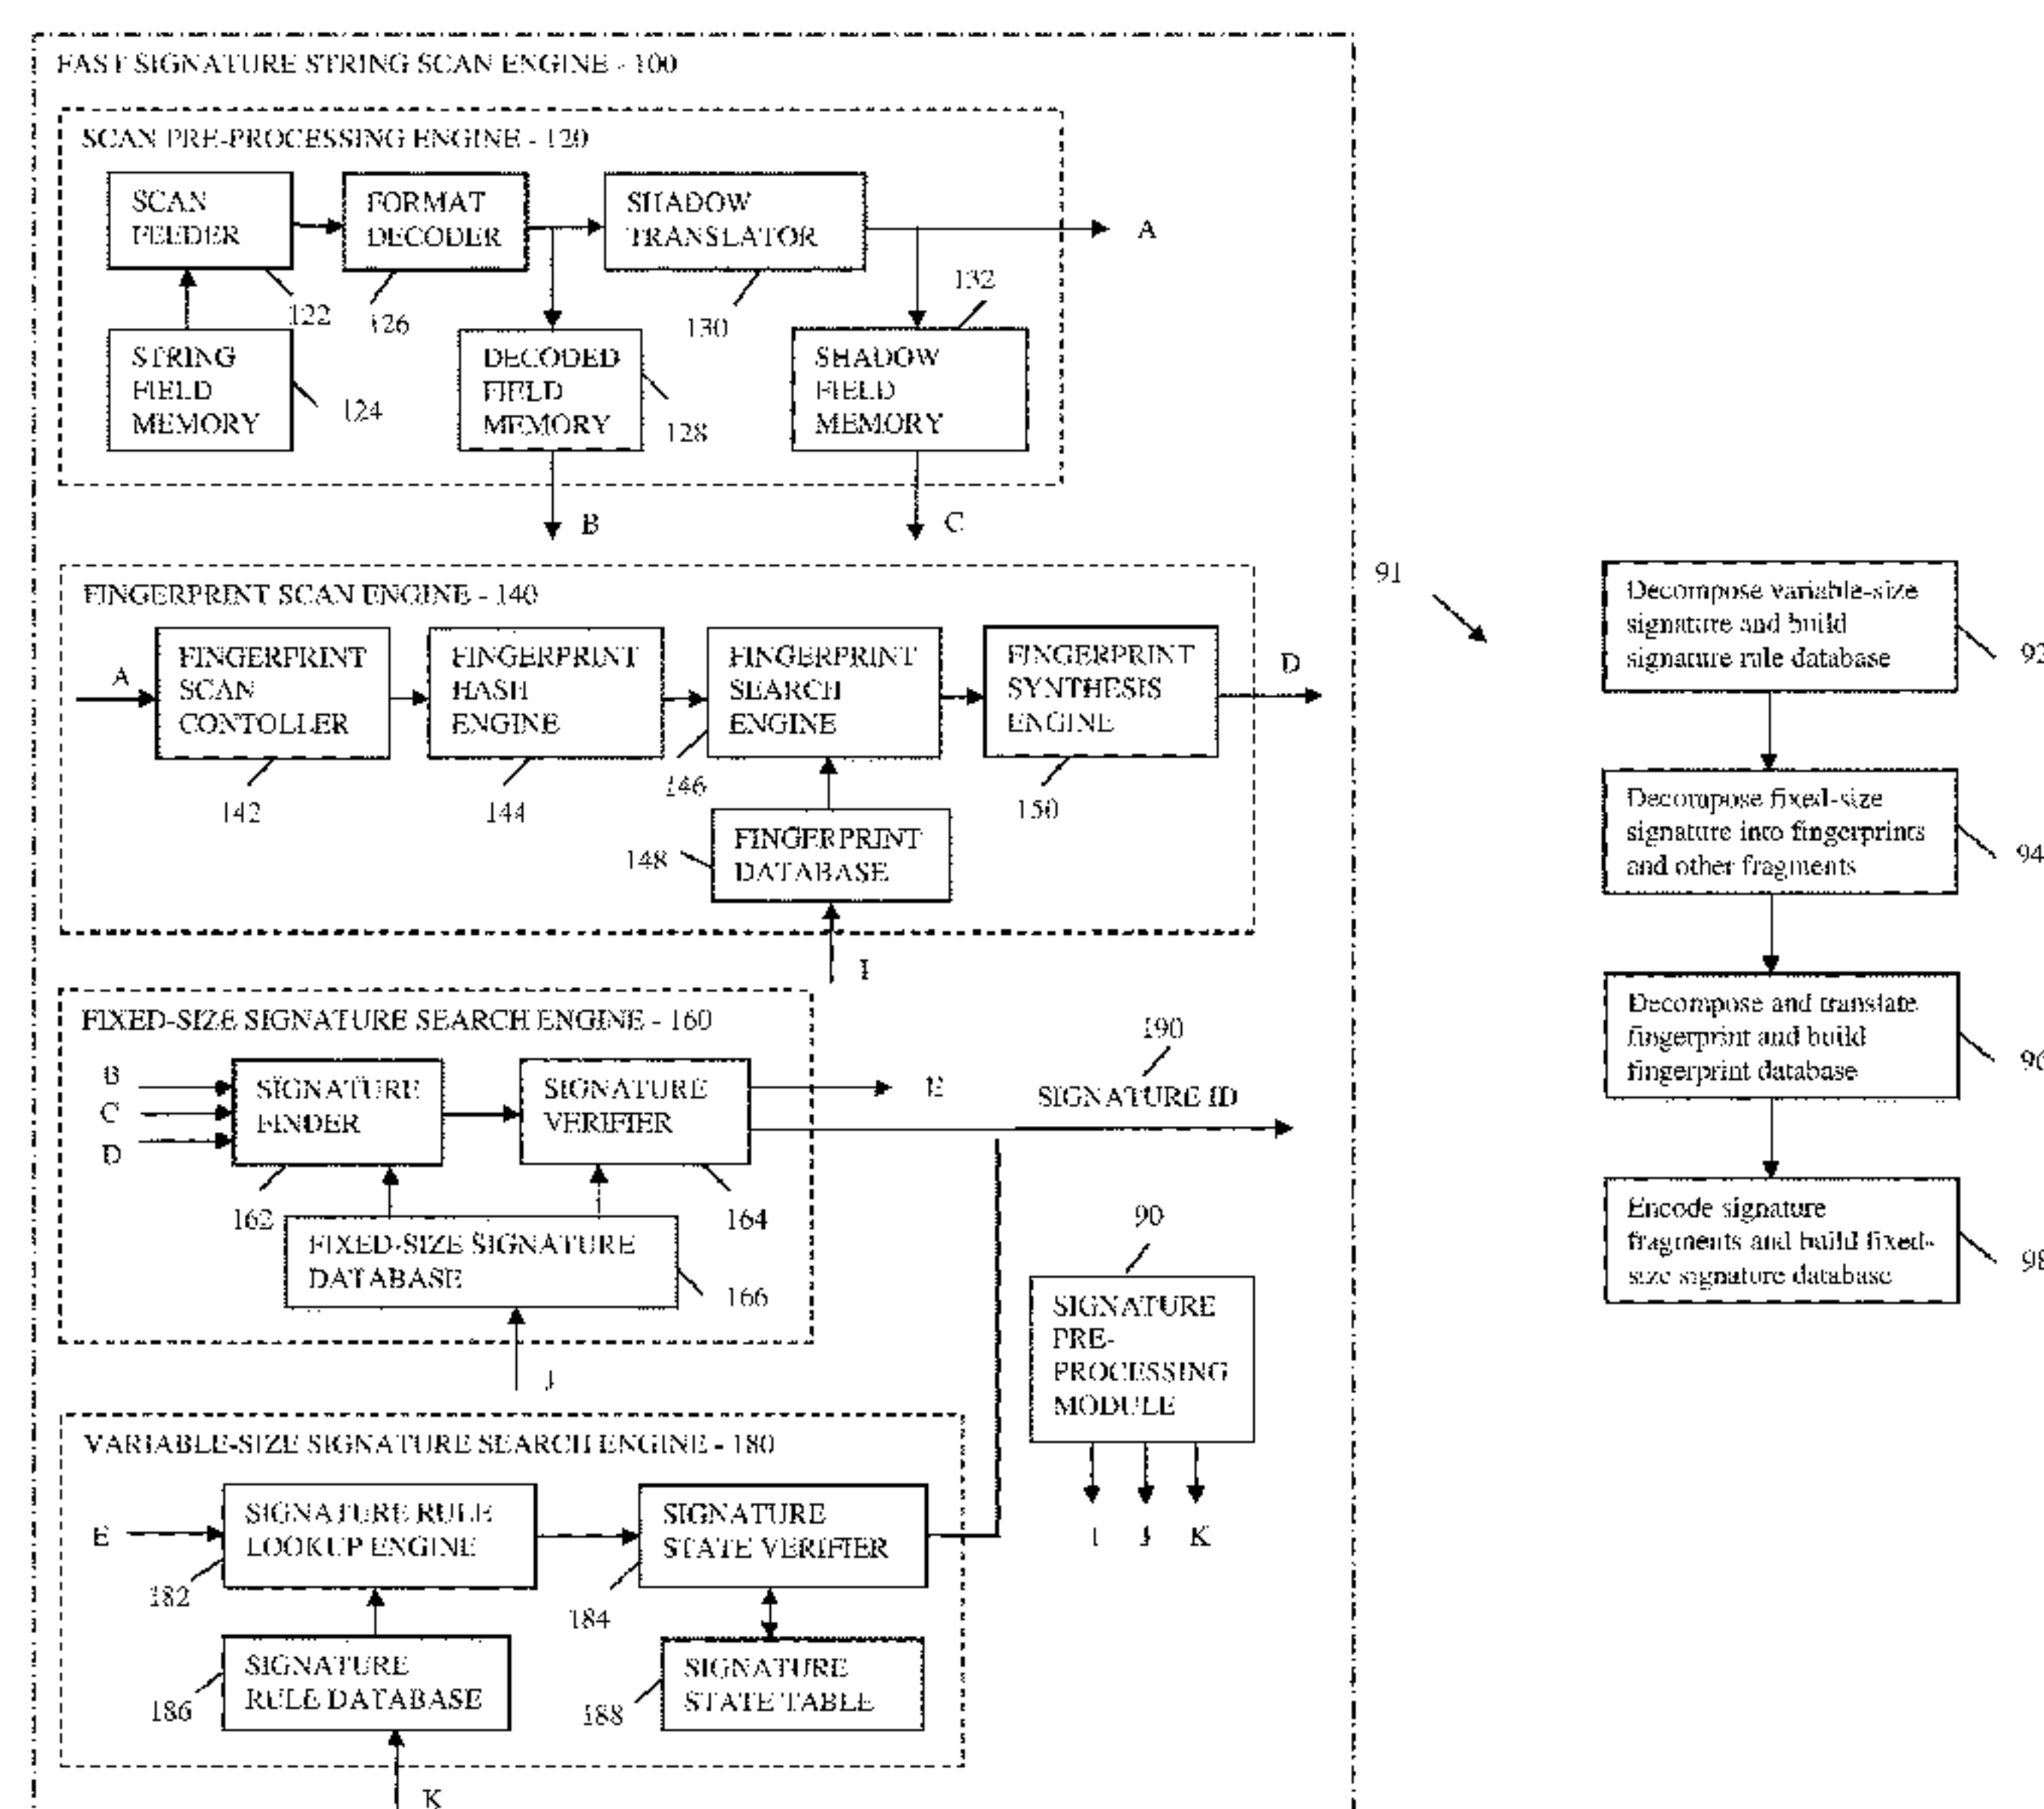 FAST SIGNATURE STRING SCAN ENGINE - 100
SCAN PRE-PROCESSING ENGINE - 120
SCAN
FEEDER
FORMAT
DECODER
SHADOW
TRANSLATOR
A
122
126
130
132
STRING
FIELD
MEMORY
124
DECODED
FIELD
MEMORY
128
SHADOW
FIELD
MEMORY
B
C
FINGERPRINT SCAN ENGINE - 140
A
FINGERPRINT
SCAN
CONTOLLER
FINGERPRINT
HASH
ENGINE
FINGERPRINT
SEARCH
ENGINE
FINGERPRINT
SYNTHESIS
ENGINE
D
142
144
146
150
148
FINGERPRINT
DATABASE
I
FIXED-SIZE SIGNATURE SEARCH ENGINE - 160
B
C
D
SIGNATURE
FINDER
SIGNATURE
VERIFIER
E
190
SIGNATURE ID
162
164
FIXED-SIZE SIGNATURE
DATABASE
166
J
90
SIGNATURE
PRE-
PROCESSING
MODULE
I J K
VARIABLE-SIZE SIGNATURE SEARCH ENGINE - 180
E
SIGNATURE RULE
LOOKUP ENGINE
SIGNATURE
STATE VERIFIER
182
184
SIGNATURE
RULE DATABASE
186
SIGNATURE
STATE TABLE
188
K
91
Decompose variable-size
signature and build
signature rule database
92
Decompose fixed-size
signature into fingerprints
and other fragments
94
Decompose and translate
fingerprint and build
fingerprint database
96
Encode signature
fragments and build fixed-
size signature database
98